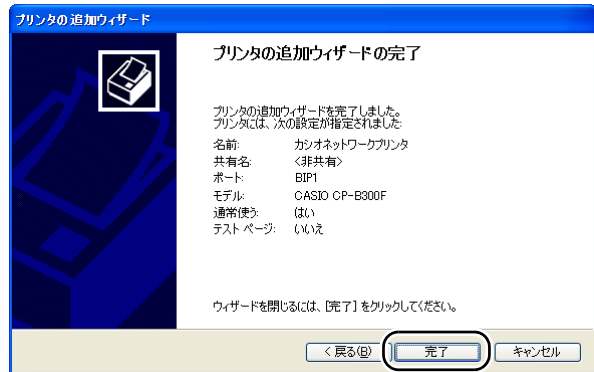 プリンタの追加ウィザード
プリンタの追加ウィザードの完了
プリンタの追加ウィザードを完了しました。
プリンタには、次の設定が指定されました:
名前: カシオネットワークプリンタ
共有名: <非共有>
ポート: BIP1
モデル: CASIO CP-B300F
通常使う: はい
テスト ページ: いいえ
ウィザードを閉じるには、[完了] をクリックしてください。
< 戻る(B) 完了 キャンセル